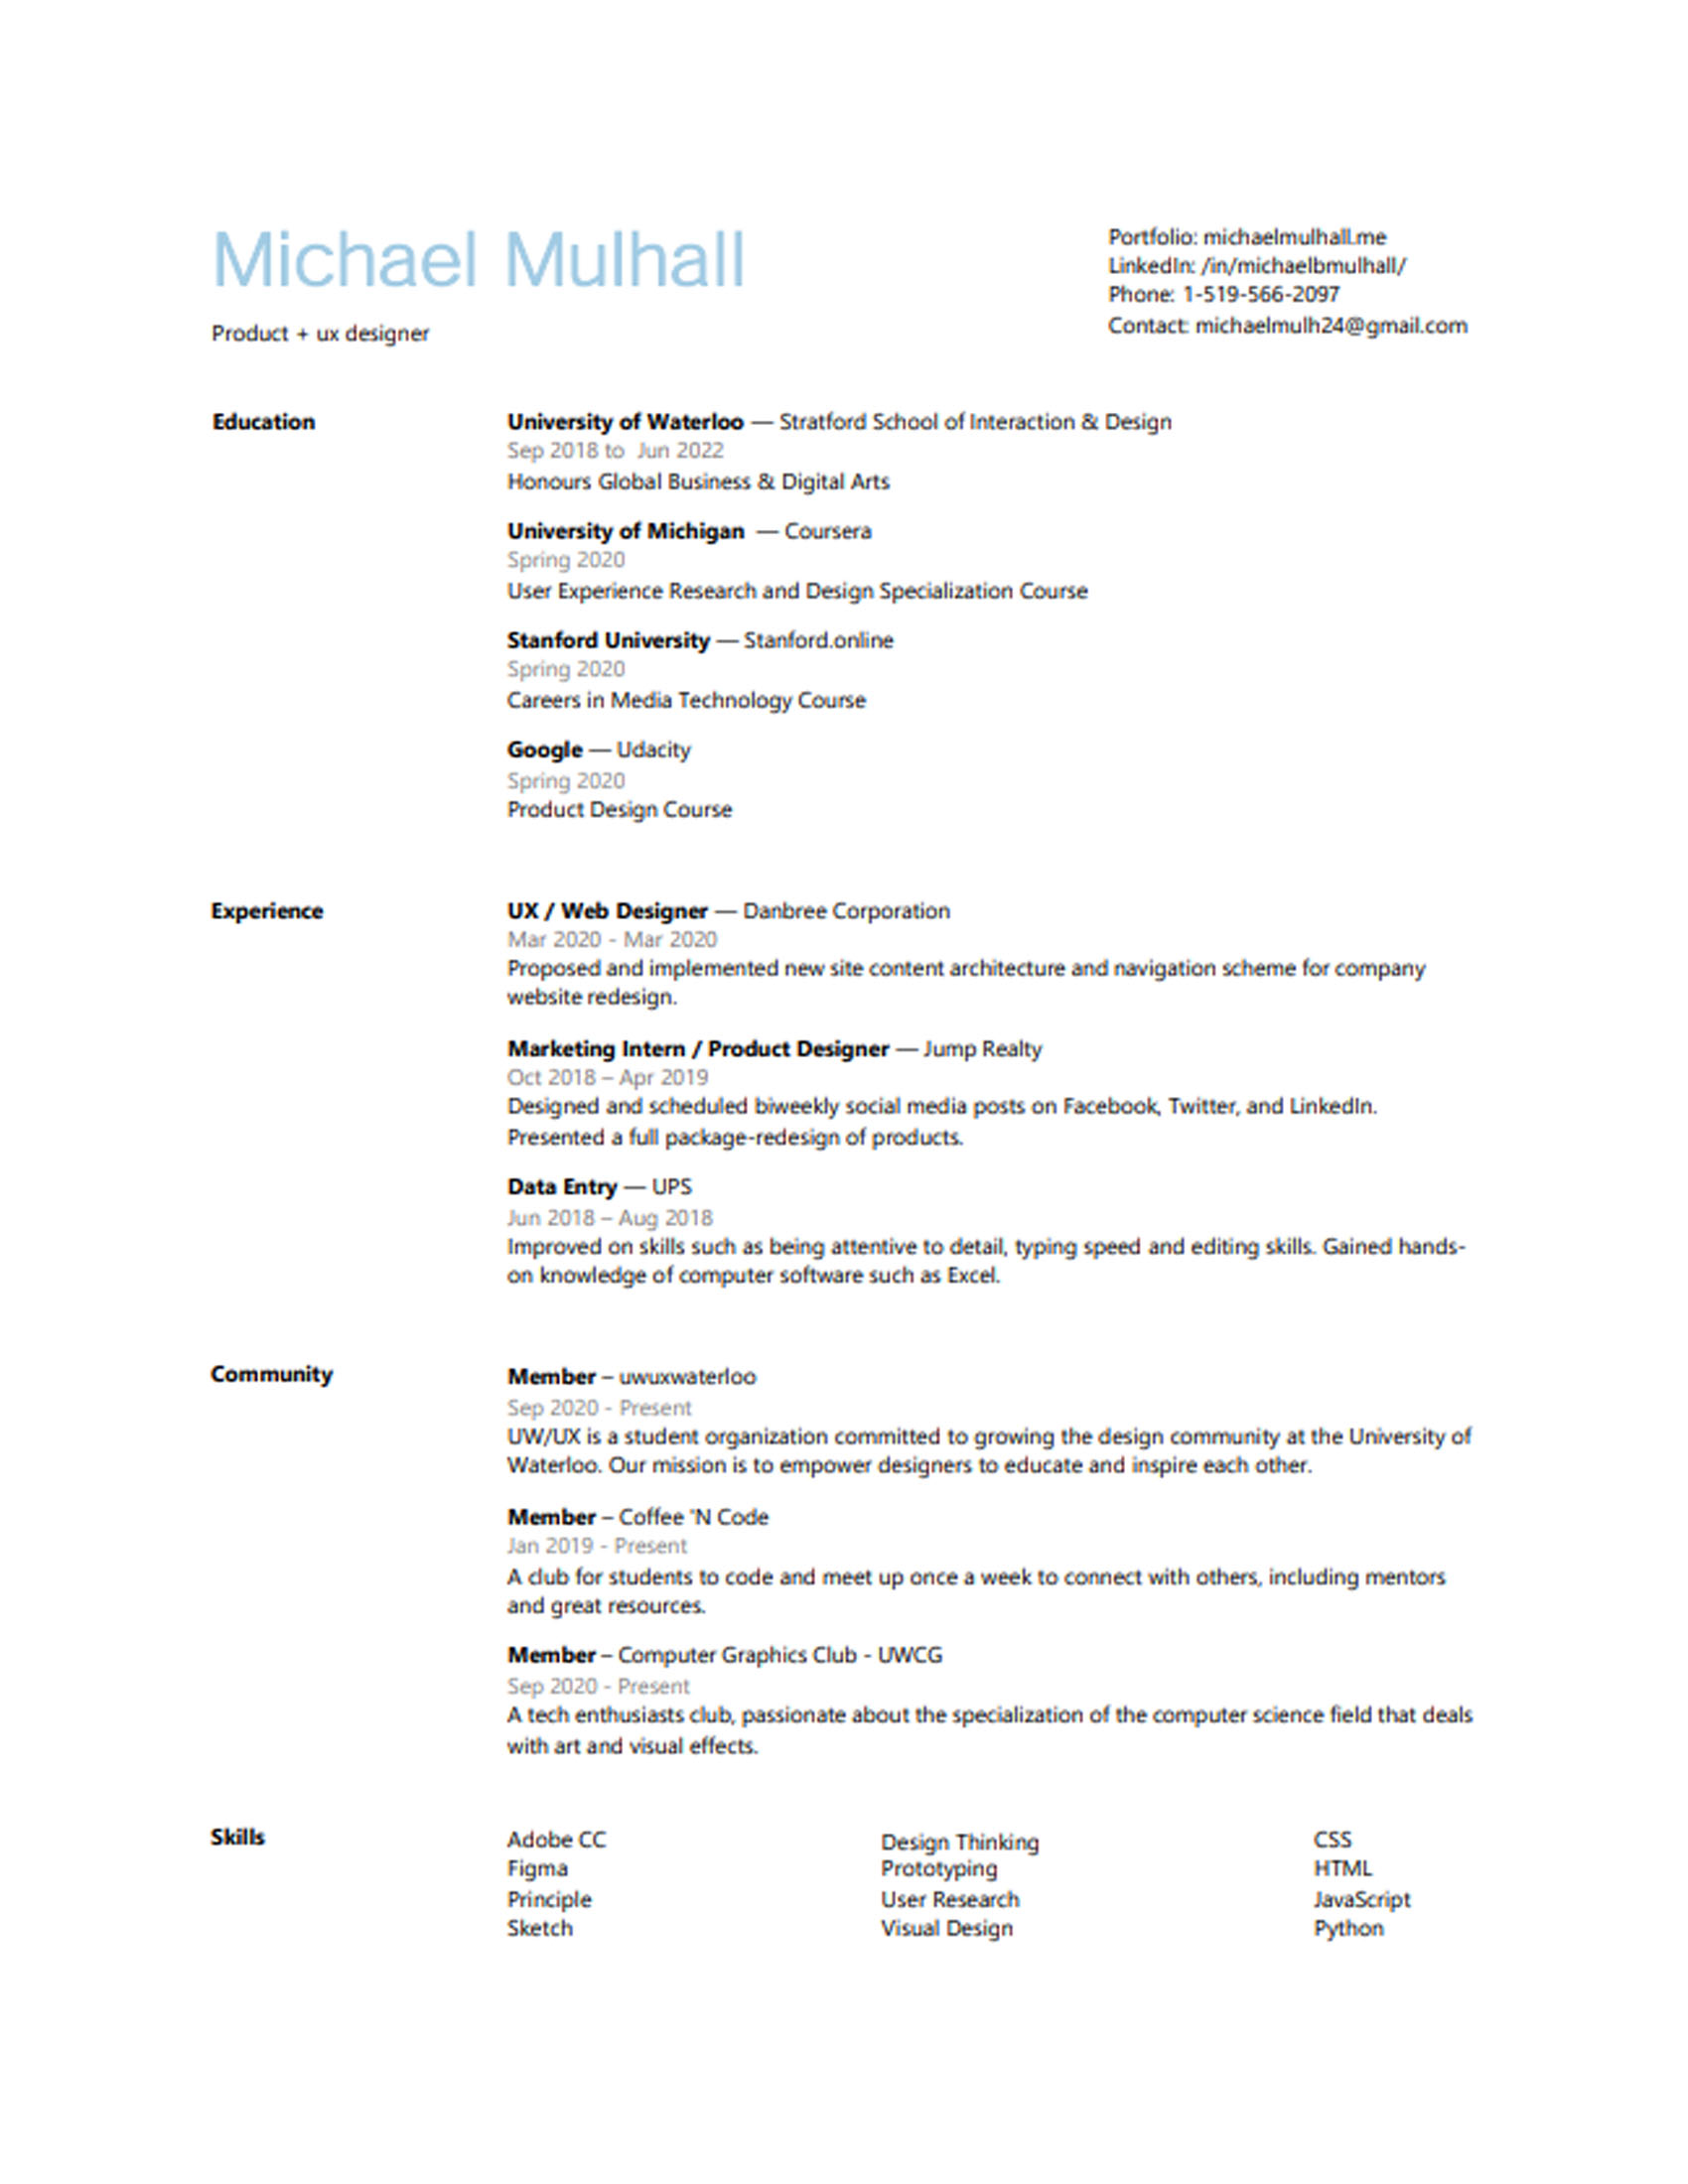 Michael Mulhall
Product + ux designer
Portfolio: michaelmulhall.me
LinkedIn: /in/michaelbmulhall/
Phone: 1-519-566-2097
Contact: michaelmulh24@gmail.com
Education
University of Waterloo — Stratford School of Interaction & Design
Sep 2018 to  Jun 2022
Honours Global Business & Digital Arts
University of Michigan  — Coursera
Spring 2020
User Experience Research and Design Specialization Course
Stanford University — Stanford.online
Spring 2020
Careers in Media Technology Course
Google — Udacity
Spring 2020
Product Design Course
Experience
UX / Web Designer — Danbree Corporation
Mar 2020 - Mar 2020
Proposed and implemented new site content architecture and navigation scheme for company
website redesign.
Marketing Intern / Product Designer — Jump Realty
Oct 2018 – Apr 2019
Designed and scheduled biweekly social media posts on Facebook, Twitter, and LinkedIn.
Presented a full package-redesign of products.
Data Entry — UPS
Jun 2018 – Aug 2018
Improved on skills such as being attentive to detail, typing speed and editing skills. Gained hands-
on knowledge of computer software such as Excel.
Community
Member – uwuxwaterloo
Sep 2020 - Present
UW/UX is a student organization committed to growing the design community at the University of
Waterloo. Our mission is to empower designers to educate and inspire each other.
Member – Coffee 'N Code
Jan 2019 - Present
A club for students to code and meet up once a week to connect with others, including mentors
and great resources.
Member – Computer Graphics Club - UWCG
Sep 2020 - Present
A tech enthusiasts club, passionate about the specialization of the computer science field that deals
with art and visual effects.
Skills
Adobe CC
Figma
Principle
Sketch
Design Thinking
Prototyping
User Research
Visual Design
CSS
HTML
JavaScript
Python